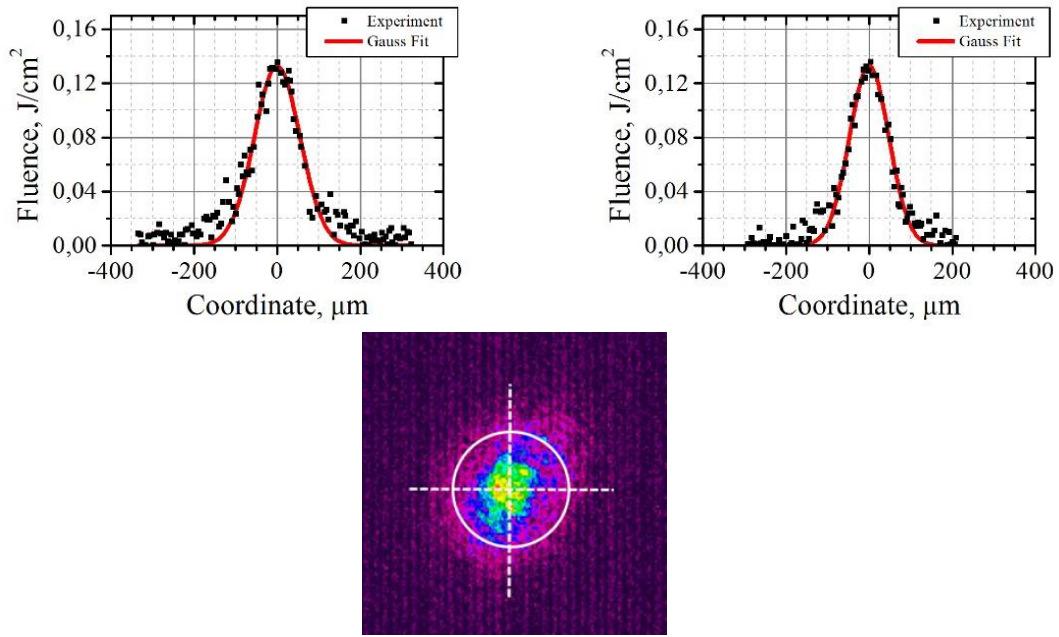 0,16
0,12
0,08
0,04
0,00
Fluence, J/cm²
Experiment
Gauss Fit
-400 -200 0 200 400
Coordinate, μm
0,16
0,12
0,08
0,04
0,00
Fluence, J/cm²
Experiment
Gauss Fit
-400 -200 0 200 400
Coordinate, μm